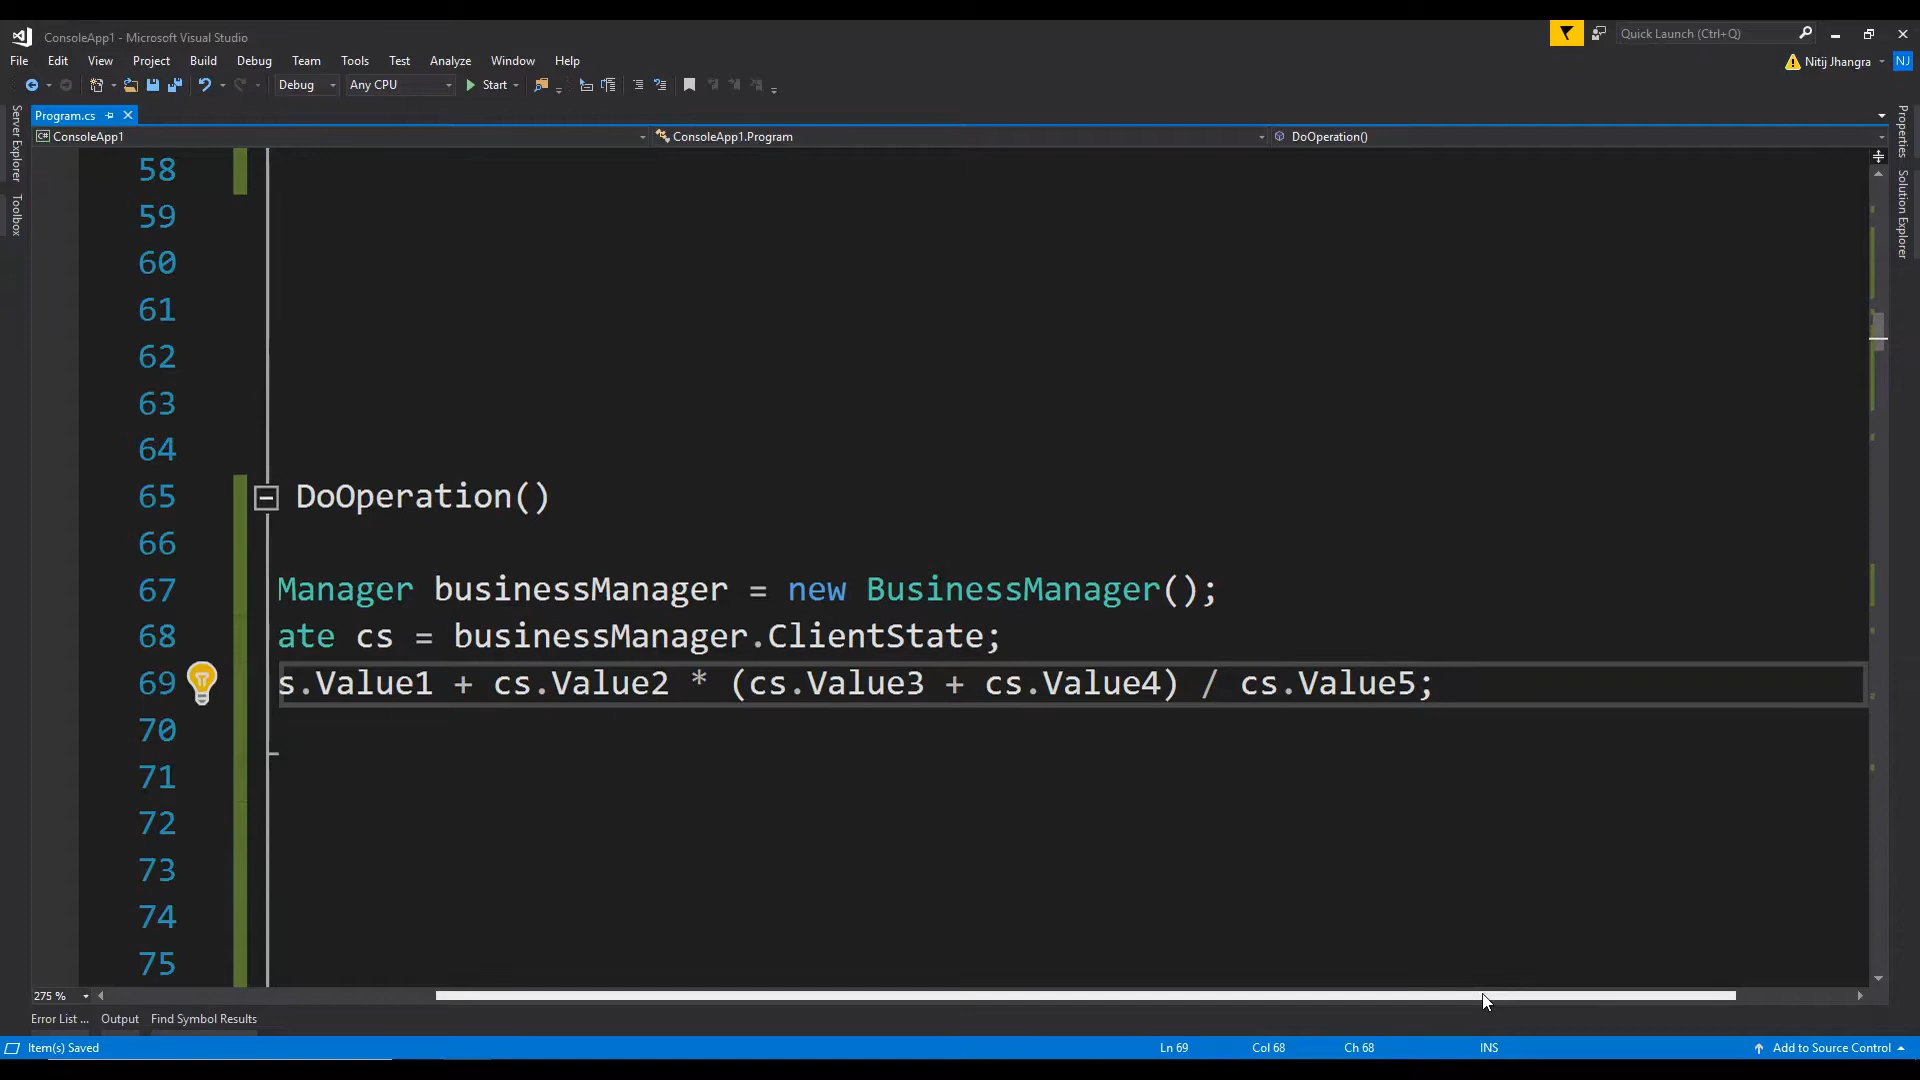 ConsoleApp1 - Microsoft Visual Studio
Quick Launch (Ctrl+Q)
File Edit View Project Build Debug Team Tools Test Analyze Window Help
Nitij Jhangra NJ
Debug Any CPU Start
Program.cs
ConsoleApp1 ConsoleApp1.Program DoOperation()
Server Explorer
Toolbox
Properties
Solution Explorer
58
59
60
61
62
63
64
65 DoOperation()
66
67 Manager businessManager = new BusinessManager();
68 ate cs = businessManager.ClientState;
69 s.Value1 + cs.Value2 * (cs.Value3 + cs.Value4) / cs.Value5;
70
71
72
73
74
75
275 %
Error List ... Output Find Symbol Results
Item(s) Saved Ln 69 Col 68 Ch 68 INS Add to Source Control